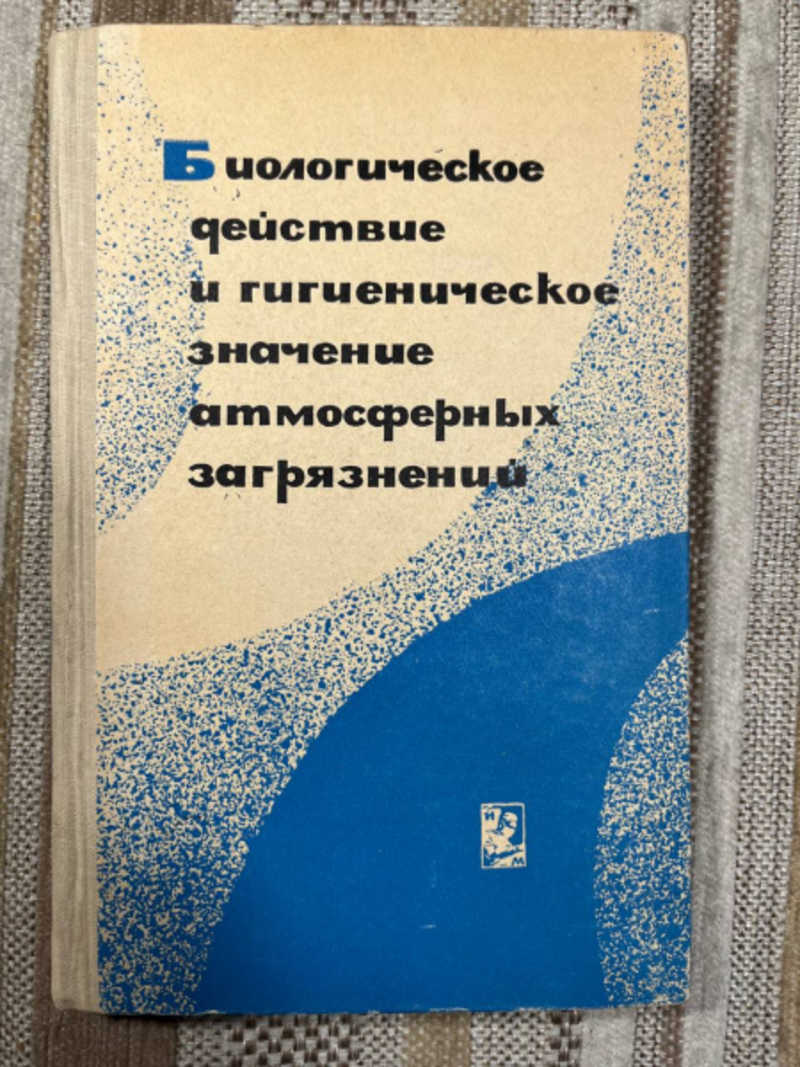 Биологическое
действие
и гигиеническое
значение
атмосферных
загрязнений
И
М